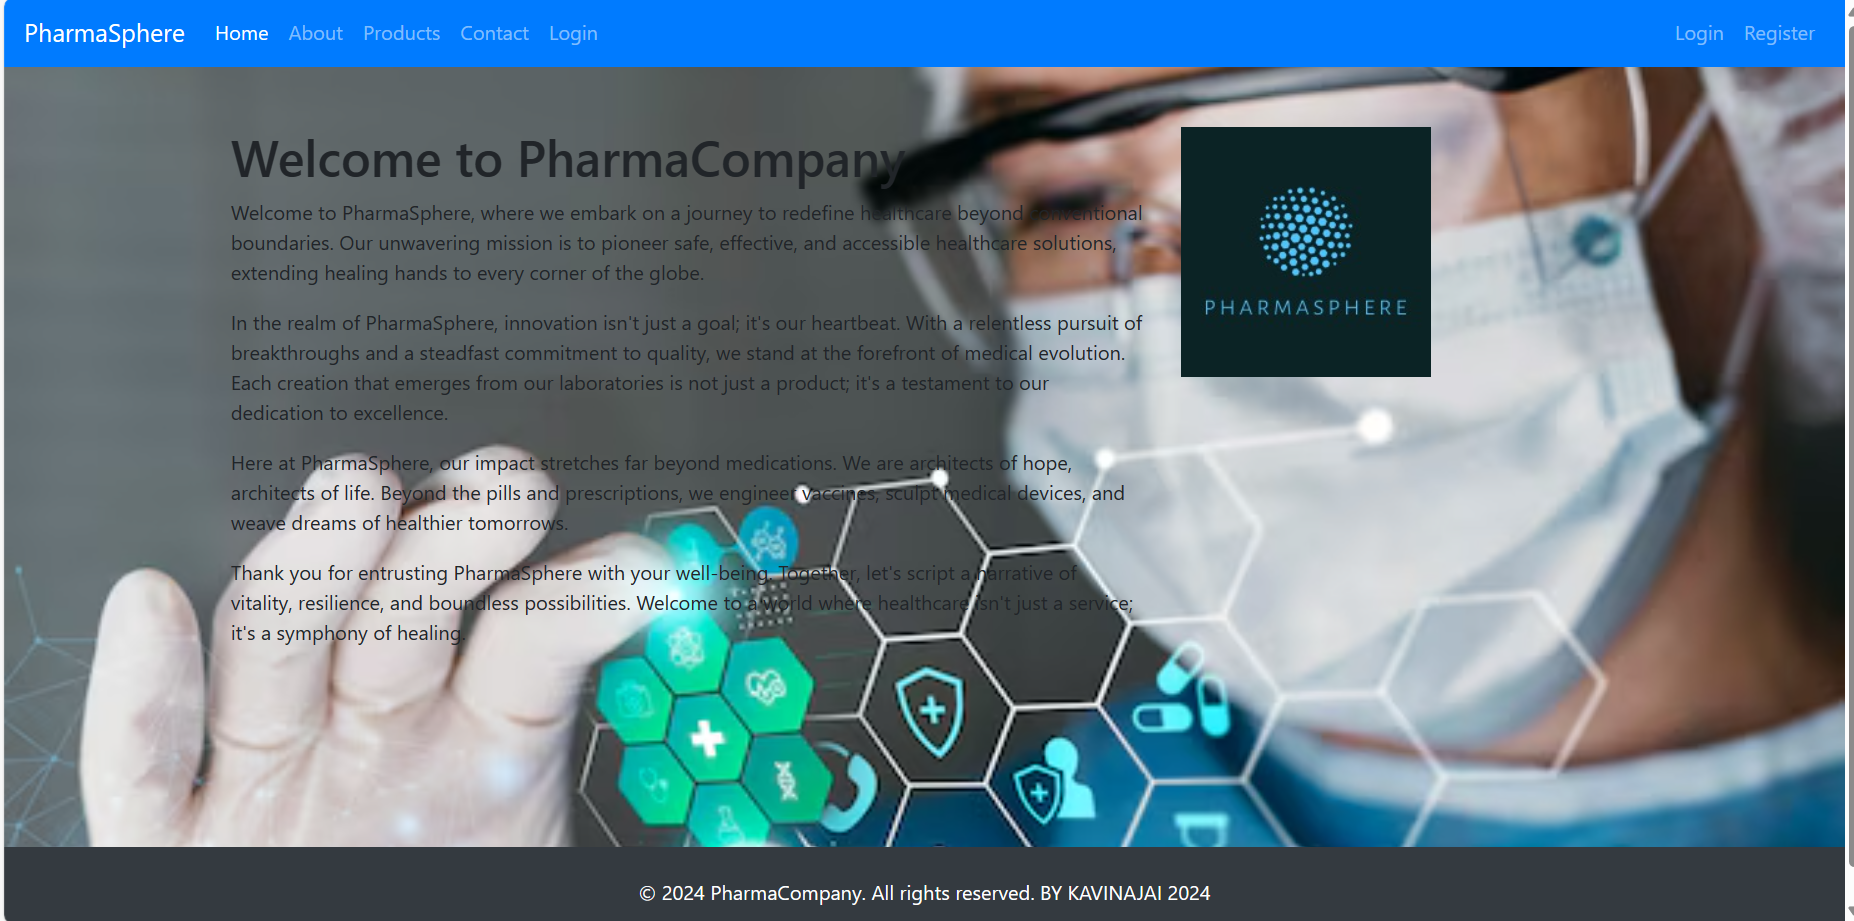 PharmaSphere Home About Products Contact Login Login Register
Welcome to PharmaCompany
Welcome to PharmaSphere, where we embark on a journey to redefine healthcare beyond conventional
boundaries. Our unwavering mission is to pioneer safe, effective, and accessible healthcare solutions,
extending healing hands to every corner of the globe.
In the realm of PharmaSphere, innovation isn't just a goal; it's our heartbeat. With a relentless pursuit of
breakthroughs and a steadfast commitment to quality, we stand at the forefront of medical evolution.
Each creation that emerges from our laboratories is not just a product; it's a testament to our
dedication to excellence.
Here at PharmaSphere, our impact stretches far beyond medications. We are architects of hope,
architects of life. Beyond the pills and prescriptions, we engineer vaccines, sculpt medical devices, and
weave dreams of healthier tomorrows.
Thank you for entrusting PharmaSphere with your well-being. Together, let's script a narrative of
vitality, resilience, and boundless possibilities. Welcome to a world where healthcare isn't just a service;
it's a symphony of healing.
PHARMASPHERE
© 2024 PharmaCompany. All rights reserved. BY KAVINAJAI 2024